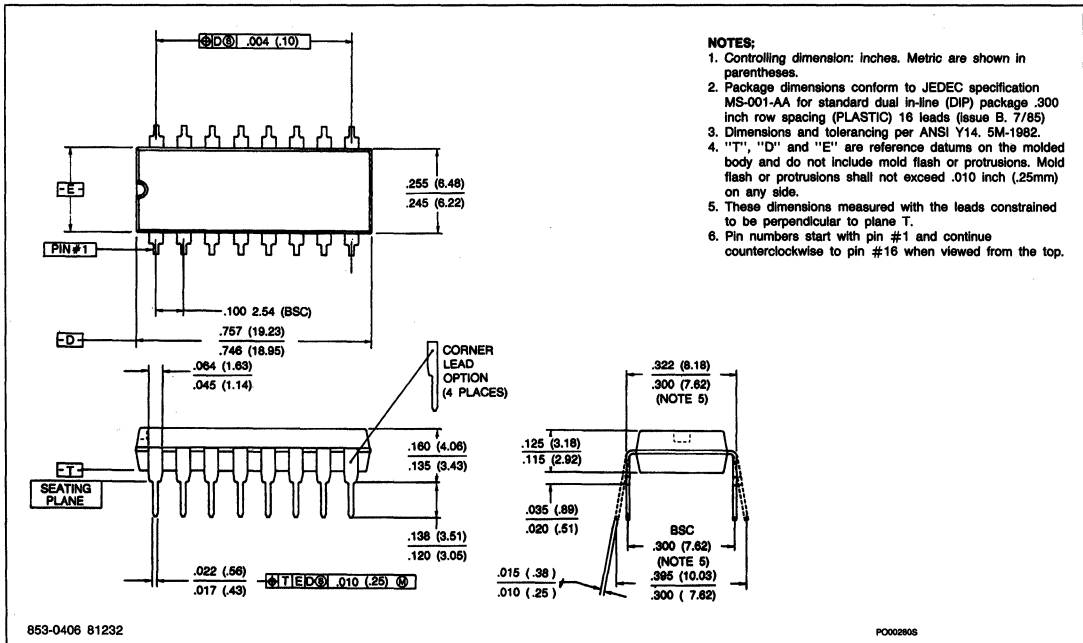 ⌖ D Ⓢ .004 (.10)
-E-
PIN #1
.255 (6.48)
.245 (6.22)
.100 2.54 (BSC)
-D-
.757 (19.23)
.746 (18.95)
.064 (1.63)
.045 (1.14)
CORNER
LEAD
OPTION
(4 PLACES)
.160 (4.06)
.135 (3.43)
-T-
SEATING
PLANE
.138 (3.51)
.120 (3.05)
.022 (.56)
.017 (.43)
⌖ T E D Ⓢ .010 (.25) Ⓜ
NOTES:
1. Controlling dimension: inches. Metric are shown in
parentheses.
2. Package dimensions conform to JEDEC specification
MS-001-AA for standard dual in-line (DIP) package .300
inch row spacing (PLASTIC) 16 leads (issue B. 7/85)
3. Dimensions and tolerancing per ANSI Y14. 5M-1982.
4. "T", "D" and "E" are reference datums on the molded
body and do not include mold flash or protrusions. Mold
flash or protrusions shall not exceed .010 inch (.25mm)
on any side.
5. These dimensions measured with the leads constrained
to be perpendicular to plane T.
6. Pin numbers start with pin #1 and continue
counterclockwise to pin #16 when viewed from the top.
.322 (8.18)
.300 (7.62)
(NOTE 5)
.125 (3.18)
.115 (2.92)
.035 (.89)
.020 (.51)
BSC
.300 (7.62)
(NOTE 5)
.395 (10.03)
.300 ( 7.62)
.015 ( .38 )
.010 ( .25 )
853-0406 81232
PO00280S